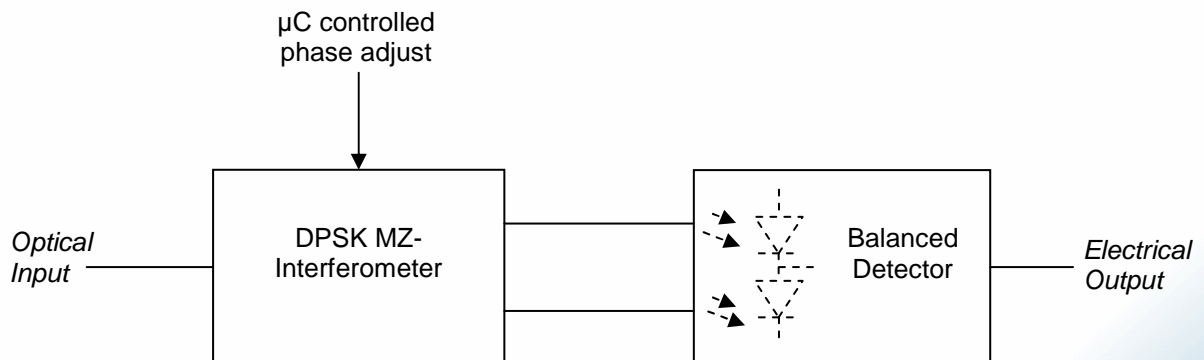 µC controlled
phase adjust
Optical
Input
DPSK MZ-
Interferometer
Balanced
Detector
Electrical
Output